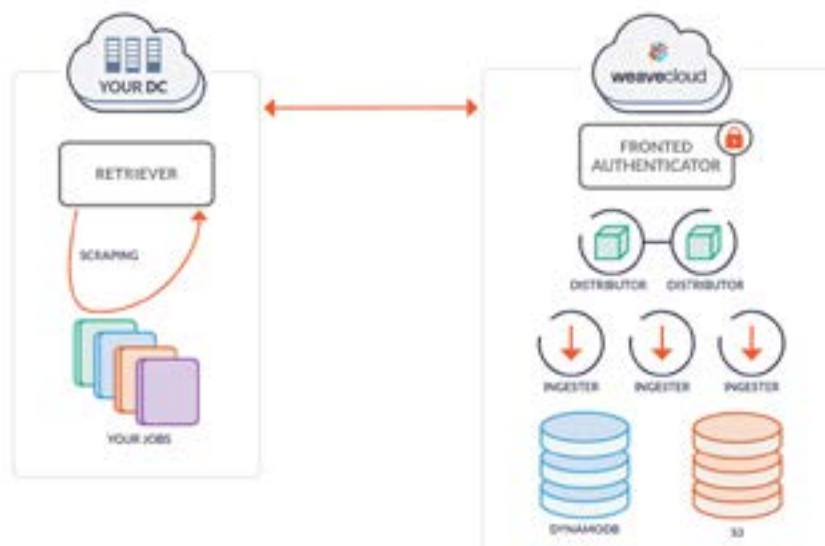 YOUR DC
RETRIEVER
SCRAPING
YOUR JOBS
weavecloud
FRONTED
AUTHENTICATOR
DISTRIBUTOR DISTRIBUTOR
INGESTER INGESTER INGESTER
DYNAMODB S3